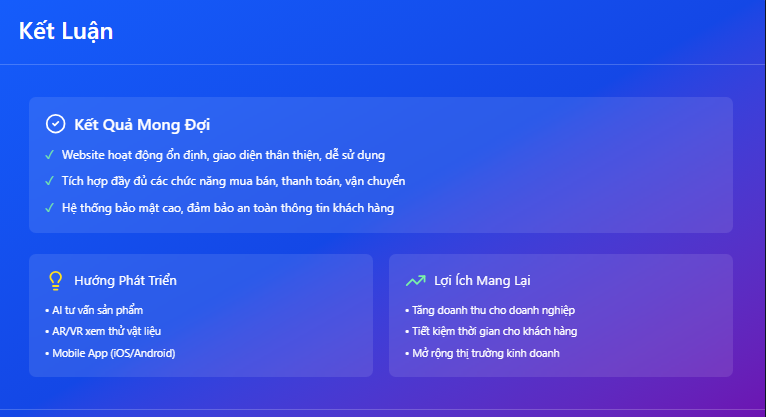 Kết Luận
Kết Quả Mong Đợi
✓ Website hoạt động ổn định, giao diện thân thiện, dễ sử dụng
✓ Tích hợp đầy đủ các chức năng mua bán, thanh toán, vận chuyển
✓ Hệ thống bảo mật cao, đảm bảo an toàn thông tin khách hàng
Hướng Phát Triển
▪ AI tư vấn sản phẩm
▪ AR/VR xem thử vật liệu
▪ Mobile App (iOS/Android)
Lợi Ích Mang Lại
▪ Tăng doanh thu cho doanh nghiệp
▪ Tiết kiệm thời gian cho khách hàng
▪ Mở rộng thị trường kinh doanh